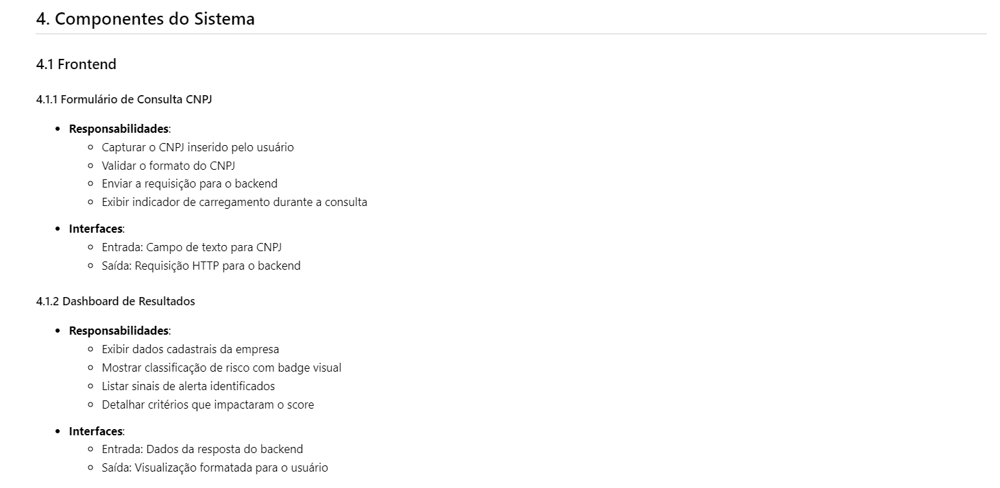 4. Componentes do Sistema
4.1 Frontend
4.1.1 Formulário de Consulta CNPJ
Responsabilidades:
Capturar o CNPJ inserido pelo usuário
Validar o formato do CNPJ
Enviar a requisição para o backend
Exibir indicador de carregamento durante a consulta
Interfaces:
Entrada: Campo de texto para CNPJ
Saída: Requisição HTTP para o backend
4.1.2 Dashboard de Resultados
Responsabilidades:
Exibir dados cadastrais da empresa
Mostrar classificação de risco com badge visual
Listar sinais de alerta identificados
Detalhar critérios que impactaram o score
Interfaces:
Entrada: Dados da resposta do backend
Saída: Visualização formatada para o usuário